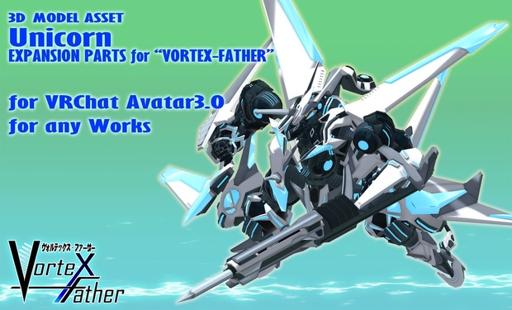 3D MODEL ASSET
Unicorn
EXPANSION PARTS for "VORTEX-FATHER"
for VRChat Avatar3.0
for any Works
ヴォルテックス・ファーザー
VorteX
Father